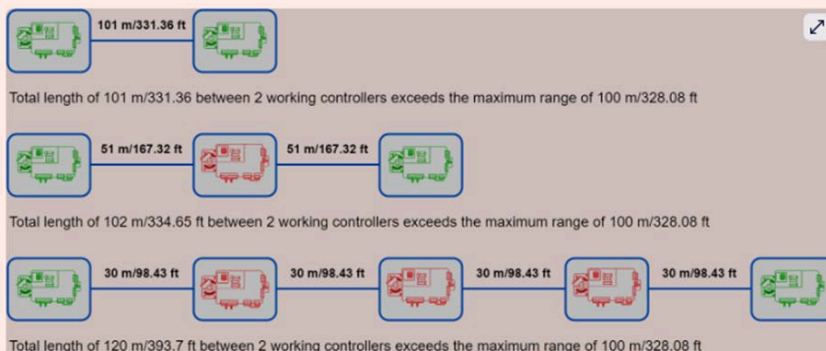 101 m/331.36 ft
Total length of 101 m/331.36 between 2 working controllers exceeds the maximum range of 100 m/328.08 ft
51 m/167.32 ft 51 m/167.32 ft
Total length of 102 m/334.65 ft between 2 working controllers exceeds the maximum range of 100 m/328.08 ft
30 m/98.43 ft 30 m/98.43 ft 30 m/98.43 ft 30 m/98.43 ft
Total length of 120 m/393.7 ft between 2 working controllers exceeds the maximum range of 100 m/328.08 ft